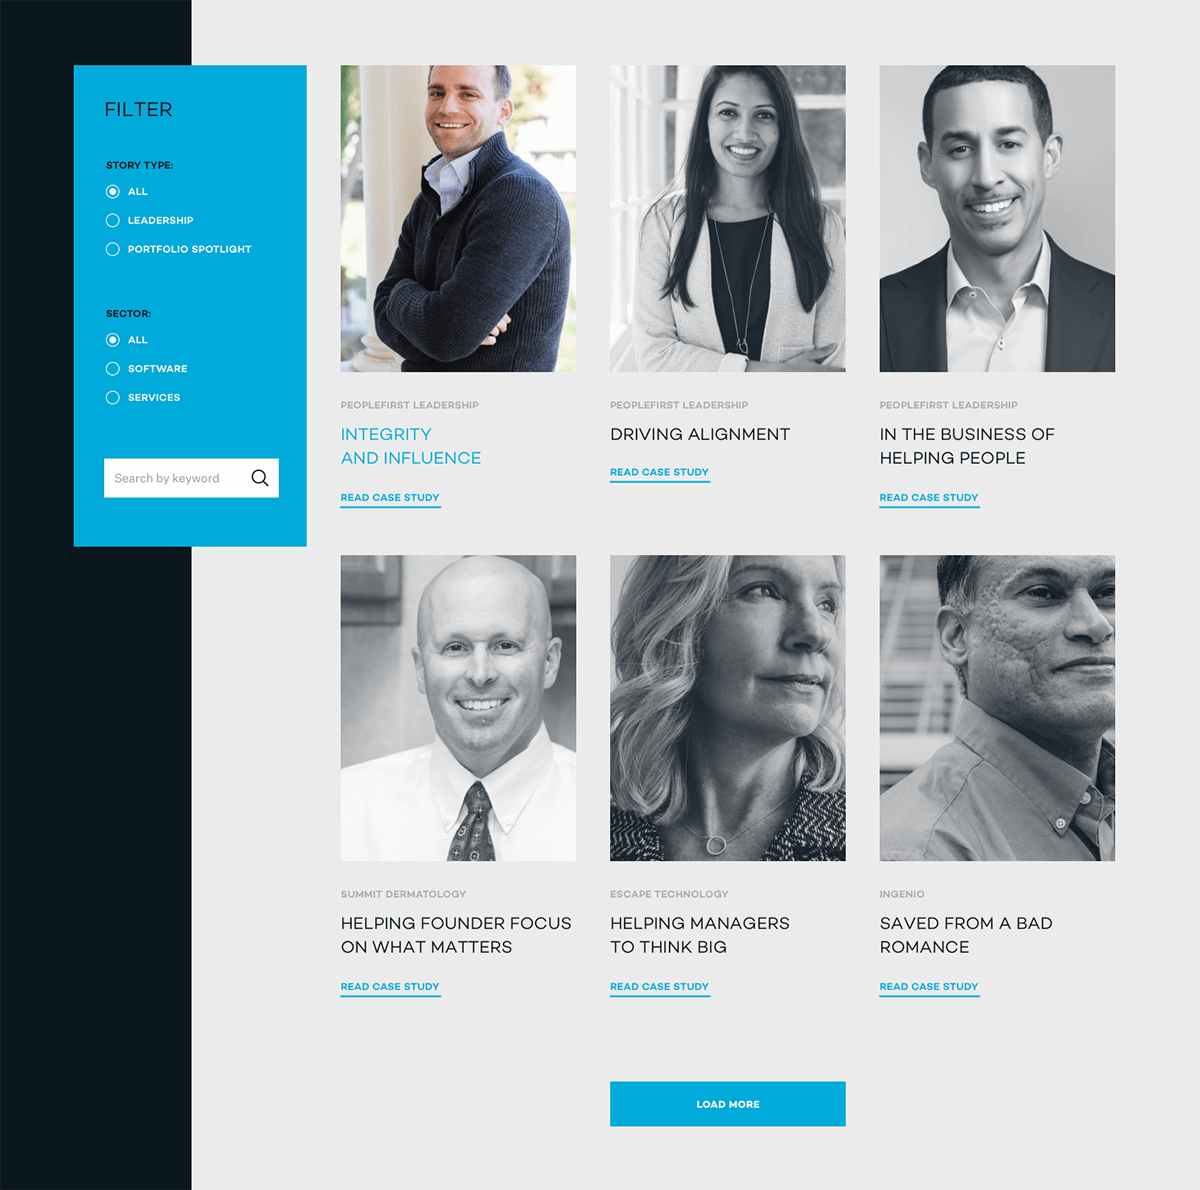 FILTER
STORY TYPE:
ALL
LEADERSHIP
PORTFOLIO SPOTLIGHT
SECTOR:
ALL
SOFTWARE
SERVICES
Search by keyword
PEOPLEFIRST LEADERSHIP
INTEGRITY
AND INFLUENCE
READ CASE STUDY
PEOPLEFIRST LEADERSHIP
DRIVING ALIGNMENT
READ CASE STUDY
PEOPLEFIRST LEADERSHIP
IN THE BUSINESS OF
HELPING PEOPLE
READ CASE STUDY
SUMMIT DERMATOLOGY
HELPING FOUNDER FOCUS
ON WHAT MATTERS
READ CASE STUDY
ESCAPE TECHNOLOGY
HELPING MANAGERS
TO THINK BIG
READ CASE STUDY
INGENIO
SAVED FROM A BAD
ROMANCE
READ CASE STUDY
LOAD MORE